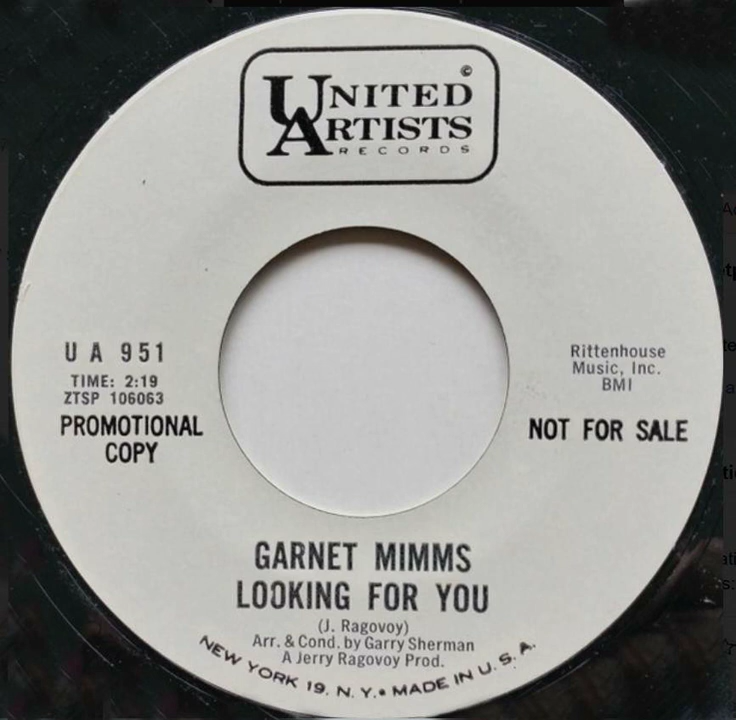 ©
UNITED
ARTISTS
RECORDS
UA 951
TIME: 2:19
ZTSP 106063
PROMOTIONAL
COPY
Rittenhouse
Music, Inc.
BMI
NOT FOR SALE
GARNET MIMMS
LOOKING FOR YOU
(J. Ragovoy)
Arr. & Cond. by Garry Sherman
A Jerry Ragovoy Prod.
NEW YORK 19, N. Y. • MADE IN U. S. A.